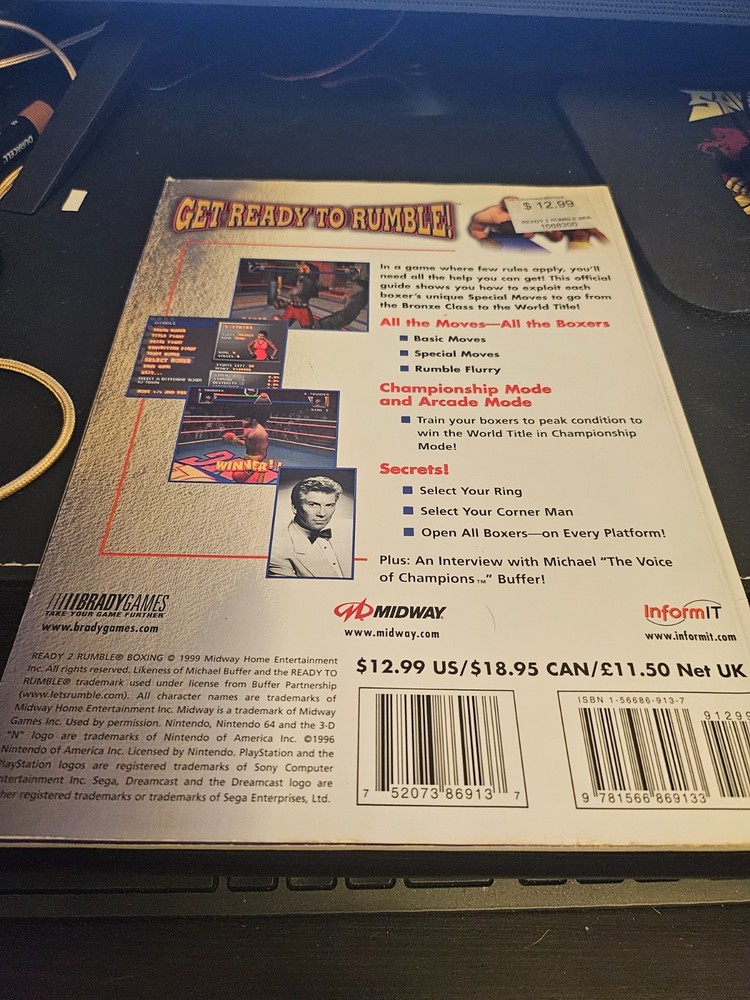 DURACELL
GET READY TO RUMBLE!
$ 12.99
READY 2 RUMBLE BRA
In a game where few rules apply, you'll
need all the help you can get! This official
guide shows you how to exploit each
boxer's unique Special Moves to go from
the Bronze Class to the World Title!
All the Moves—All the Boxers
Basic Moves
Special Moves
Rumble Flurry
Championship Mode
and Arcade Mode
Train your boxers to peak condition to
win the World Title in Championship
Mode!
Secrets!
Select Your Ring
Select Your Corner Man
Open All Boxers—on Every Platform!
Plus: An Interview with Michael "The Voice
of Champions™" Buffer!
SELECT BOXER
WINNER!
BRADYGAMES
TAKE YOUR GAME FURTHER
www.bradygames.com
MIDWAY
www.midway.com
InformIT
www.informit.com
READY 2 RUMBLE® BOXING © 1999 Midway Home Entertainment
Inc. All rights reserved. Likeness of Michael Buffer and the READY TO
RUMBLE® trademark used under license from Buffer Partnership
(www.letsrumble.com). All character names are trademarks of
Midway Home Entertainment Inc. Midway is a trademark of Midway
Games Inc. Used by permission. Nintendo, Nintendo 64 and the 3-D
"N" logo are trademarks of Nintendo of America Inc. ©1996
Nintendo of America Inc. Licensed by Nintendo. PlayStation and the
PlayStation logos are registered trademarks of Sony Computer
ntertainment Inc. Sega, Dreamcast and the Dreamcast logo are
her registered trademarks or trademarks of Sega Enterprises, Ltd.
$12.99 US/$18.95 CAN/£11.50 Net UK
7 52073 86913 7
ISBN 1-56686-913-7
91299
9 781566 869133